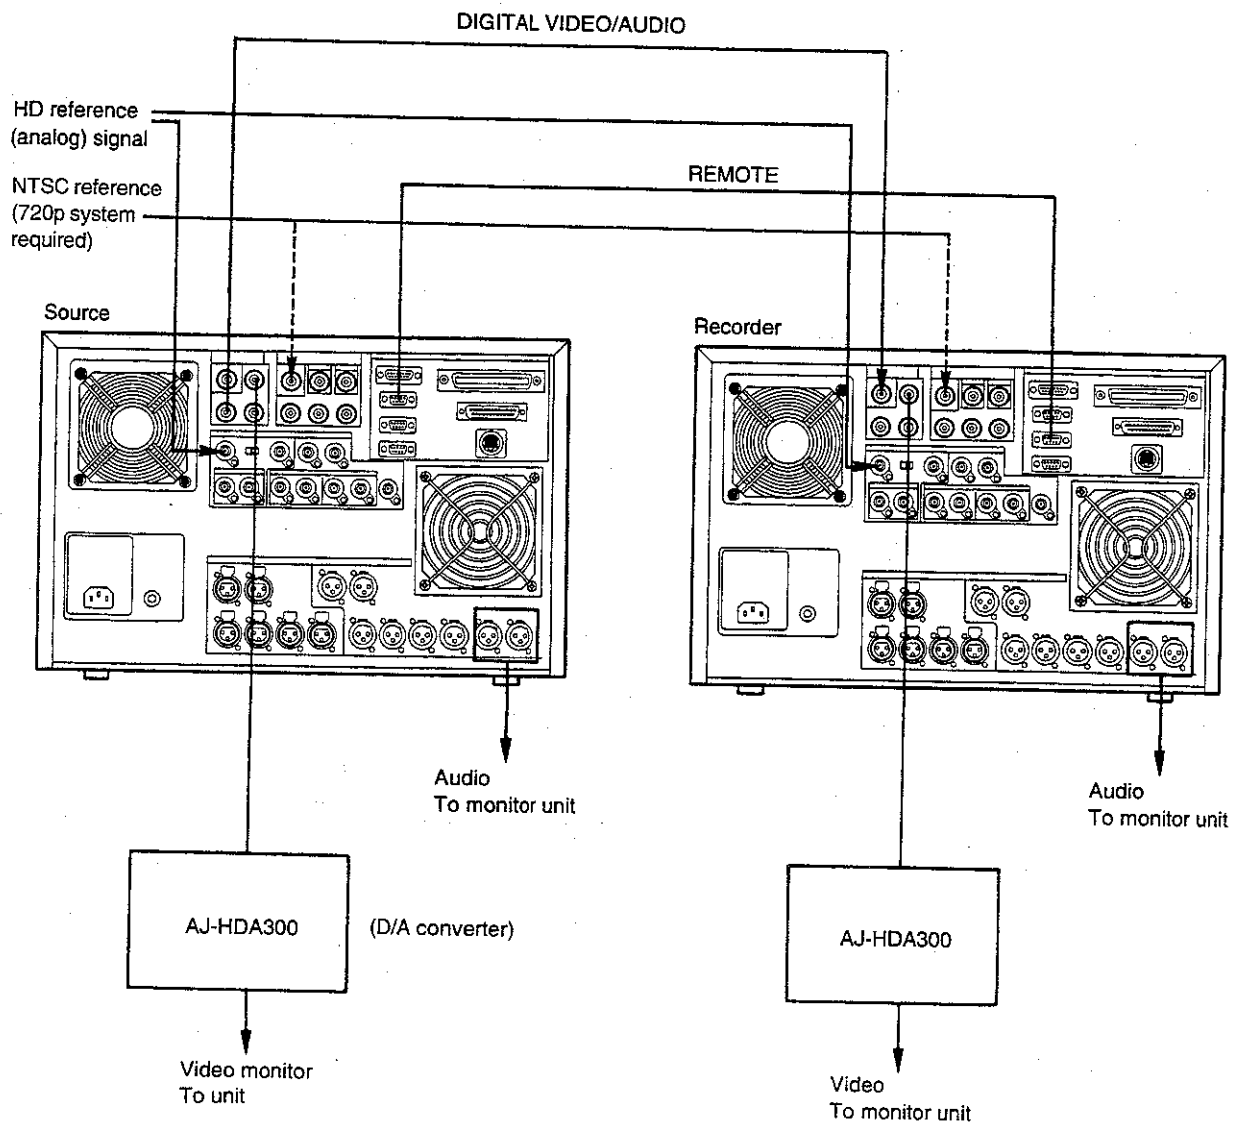 DIGITAL VIDEO/AUDIO
HD reference
(analog) signal
REMOTE
NTSC reference
(720p system
required)
Source
Recorder
Audio
To monitor unit
Audio
To monitor unit
AJ-HDA300
(D/A converter)
AJ-HDA300
Video monitor
To unit
Video
To monitor unit